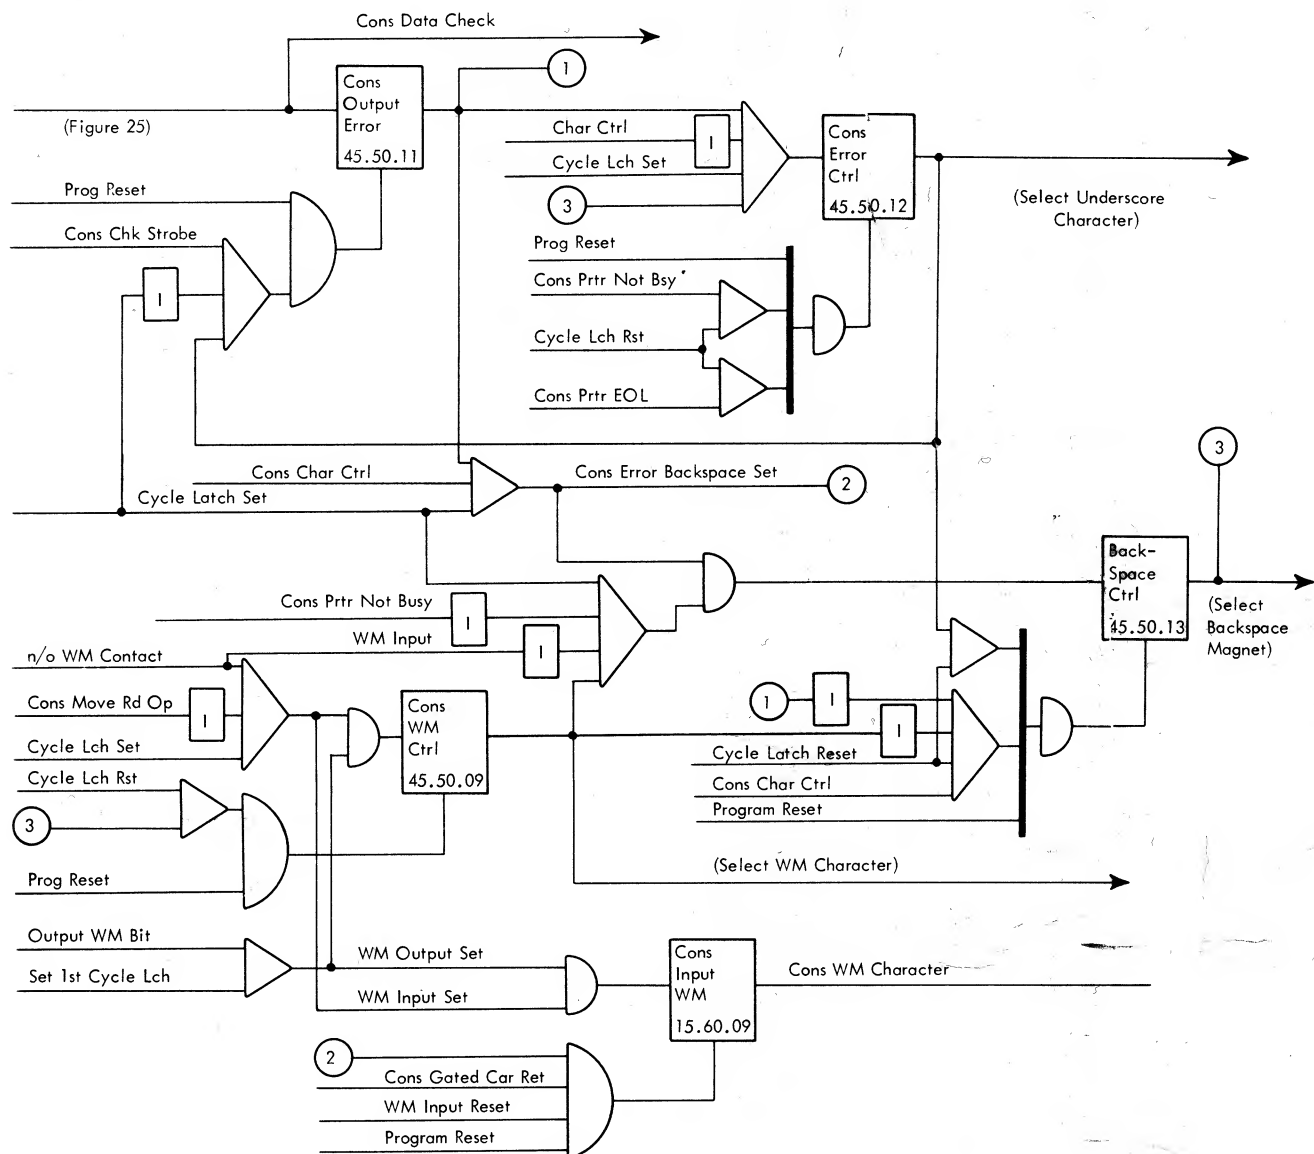 Cons Data Check
1
Cons
Output
Error
45.50.11
(Figure 25)
Char Ctrl
I
Cycle Lch Set
3
Cons
Error
Ctrl
45.50.12
(Select Underscore
Character)
Prog Reset
Cons Chk Strobe
I
Prog Reset
Cons Prtr Not Bsy
Cycle Lch Rst
Cons Prtr EOL
Cons Char Ctrl
Cycle Latch Set
Cons Error Backspace Set
2
3
Back-
Space
Ctrl
45.50.13
(Select
Backspace
Magnet)
Cons Prtr Not Busy
I
WM Input
I
n/o WM Contact
Cons Move Rd Op
I
Cycle Lch Set
Cycle Lch Rst
3
Prog Reset
Cons
WM
Ctrl
45.50.09
1
I
I
Cycle Latch Reset
Cons Char Ctrl
Program Reset
(Select WM Character)
Output WM Bit
Set 1st Cycle Lch
WM Output Set
WM Input Set
Cons
Input
WM
15.60.09
Cons WM Character
2
Cons Gated Car Ret
WM Input Reset
Program Reset